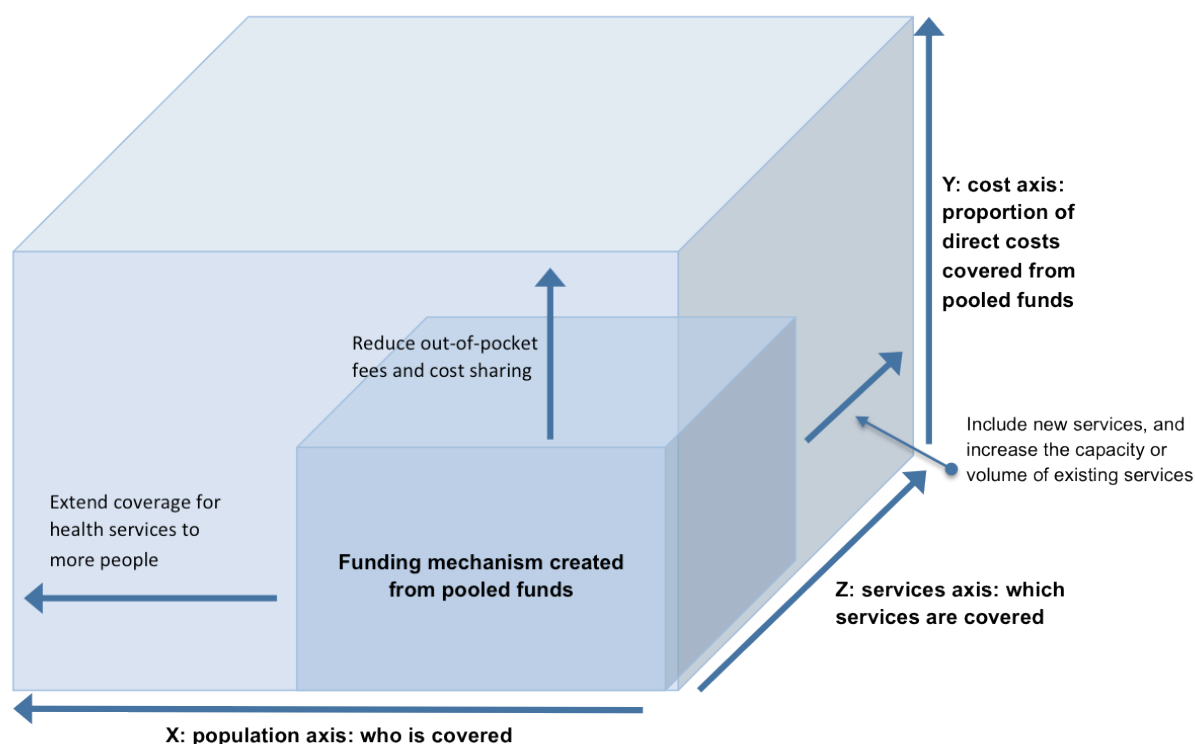 Y: cost axis:
proportion of
direct costs
covered from
pooled funds
Reduce out-of-pocket
fees and cost sharing
Include new services, and
increase the capacity or
volume of existing services
Extend coverage for
health services to
more people
Funding mechanism created
from pooled funds
Z: services axis: which
services are covered
X: population axis: who is covered